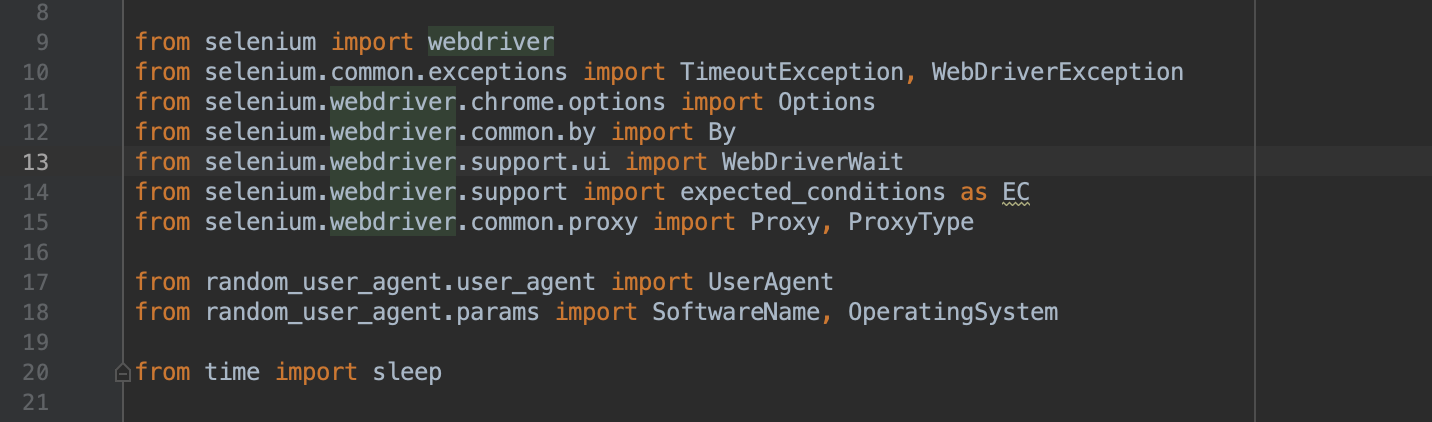 8
9 from selenium import webdriver
10 from selenium.common.exceptions import TimeoutException, WebDriverException
11 from selenium.webdriver.chrome.options import Options
12 from selenium.webdriver.common.by import By
13 from selenium.webdriver.support.ui import WebDriverWait
14 from selenium.webdriver.support import expected_conditions as EC
15 from selenium.webdriver.common.proxy import Proxy, ProxyType
16
17 from random_user_agent.user_agent import UserAgent
18 from random_user_agent.params import SoftwareName, OperatingSystem
19
20 from time import sleep
21